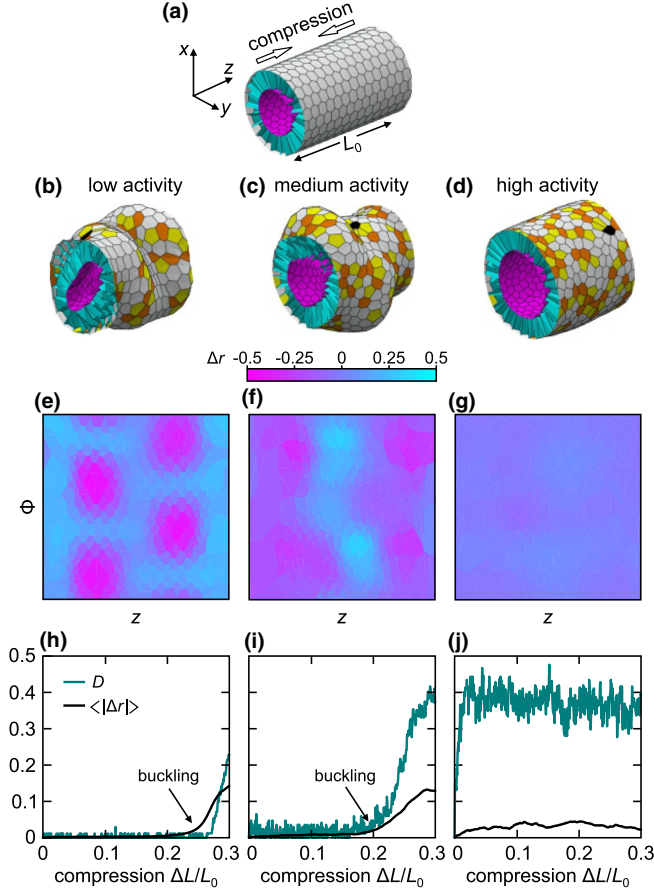 (a)
compression
x
z
y
L0
(b) low activity (c) medium activity (d) high activity
Δr -0.5 -0.25 0 0.25 0.5
(e) (f) (g)
Φ
z z z
(h) (i) (j)
0.5
0.4
0.3
0.2
0.1
0
D
<|Δr|>
buckling
buckling
0 0.1 0.2 0.3 0 0.1 0.2 0.3 0 0.1 0.2 0.3
compression ΔL/L0 compression ΔL/L0 compression ΔL/L0